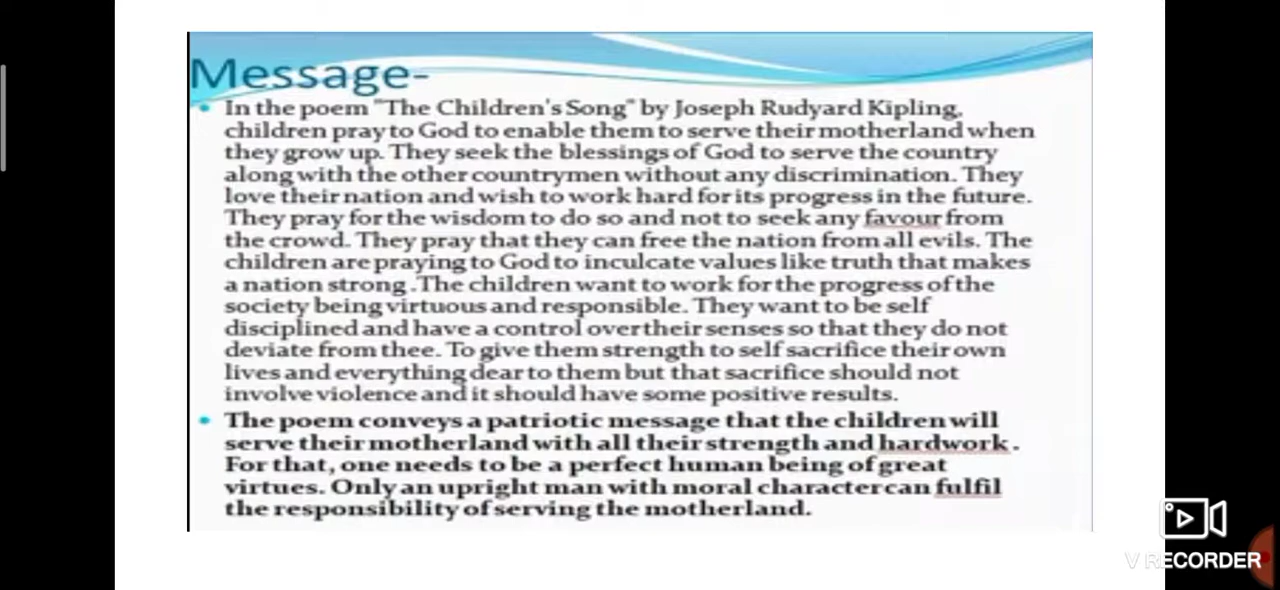 Message-
In the poem "The Children's Song" by Joseph Rudyard Kipling,
children pray to God to enable them to serve their motherland when
they grow up. They seek the blessings of God to serve the country
along with the other countrymen without any discrimination. They
love their nation and wish to work hard for its progress in the future.
They pray for the wisdom to do so and not to seek any favour from
the crowd. They pray that they can free the nation from all evils. The
children are praying to God to inculcate values like truth that makes
a nation strong .The children want to work for the progress of the
society being virtuous and responsible. They want to be self
disciplined and have a control over their senses so that they do not
deviate from thee. To give them strength to self sacrifice their own
lives and everything dear to them but that sacrifice should not
involve violence and it should have some positive results.
The poem conveys a patriotic message that the children will
serve their motherland with all their strength and hardwork .
For that, one needs to be a perfect human being of great
virtues. Only an upright man with moral character can fulfil
the responsibility of serving the motherland.
V RECORDER